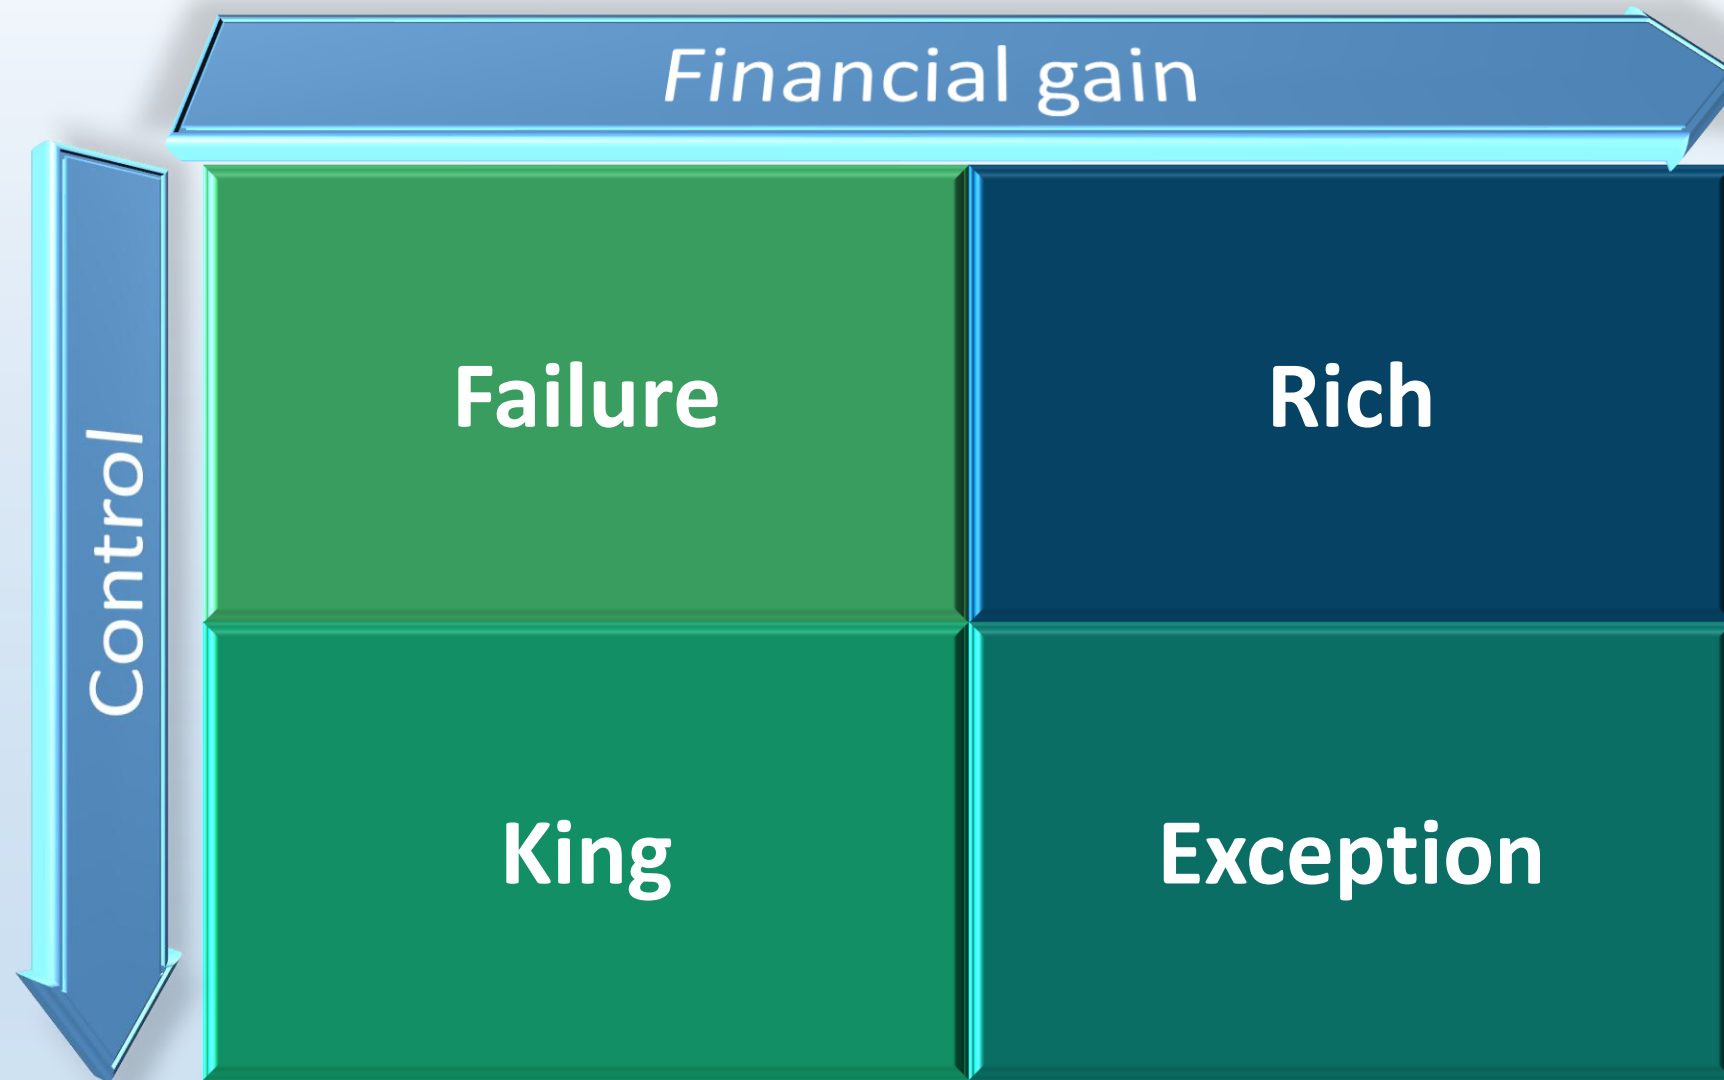 Financial gain
Control
Failure
Rich
King
Exception